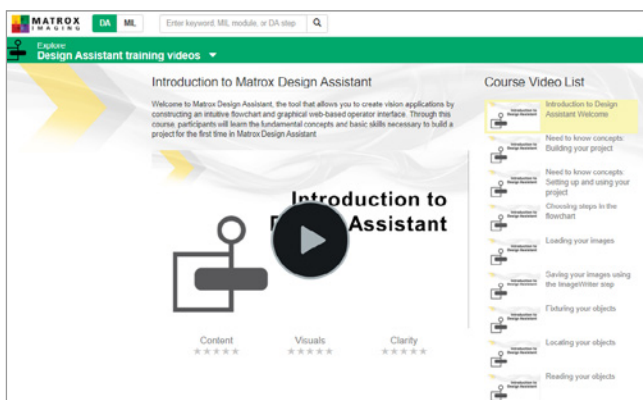 MATROX
IMAGING
DA
MIL
Enter keyword, MIL module, or DA step
Explore
Design Assistant training videos
Introduction to Matrox Design Assistant
Welcome to Matrox Design Assistant, the tool that allows you to create vision applications by
constructing an intuitive flowchart and graphical web-based operator interface. Through this
course, participants will learn the fundamental concepts and basic skills necessary to build a
project for the first time in Matrox Design Assistant
Introduction to
Assistant
Content
Visuals
Clarity
Course Video List
Introduction to Design
Assistant Welcome
Need to know concepts:
Building your project
Need to know concepts:
Setting up and using your
project
Choosing steps in the
flowchart
Loading your images
Saving your images using
the ImageWriter step
Fixturing your objects
Locating your objects
Reading your objects